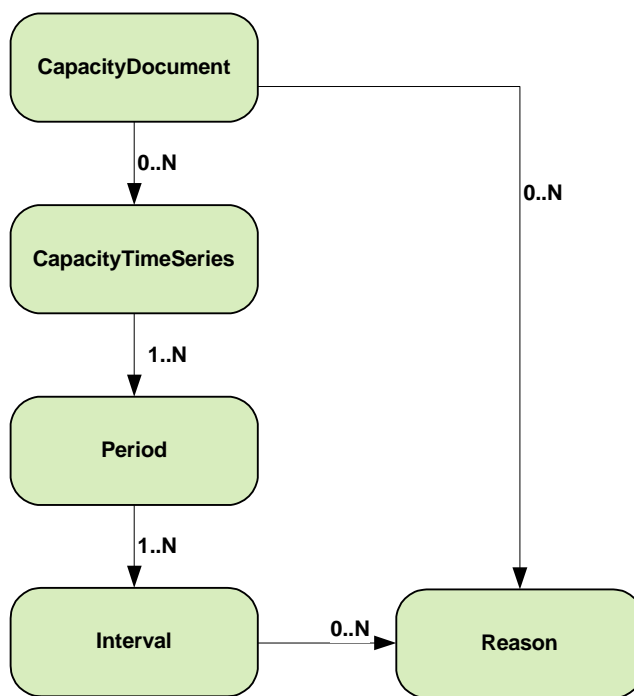 CapacityDocument
0..N
0..N
CapacityTimeSeries
1..N
Period
1..N
Interval
0..N
Reason